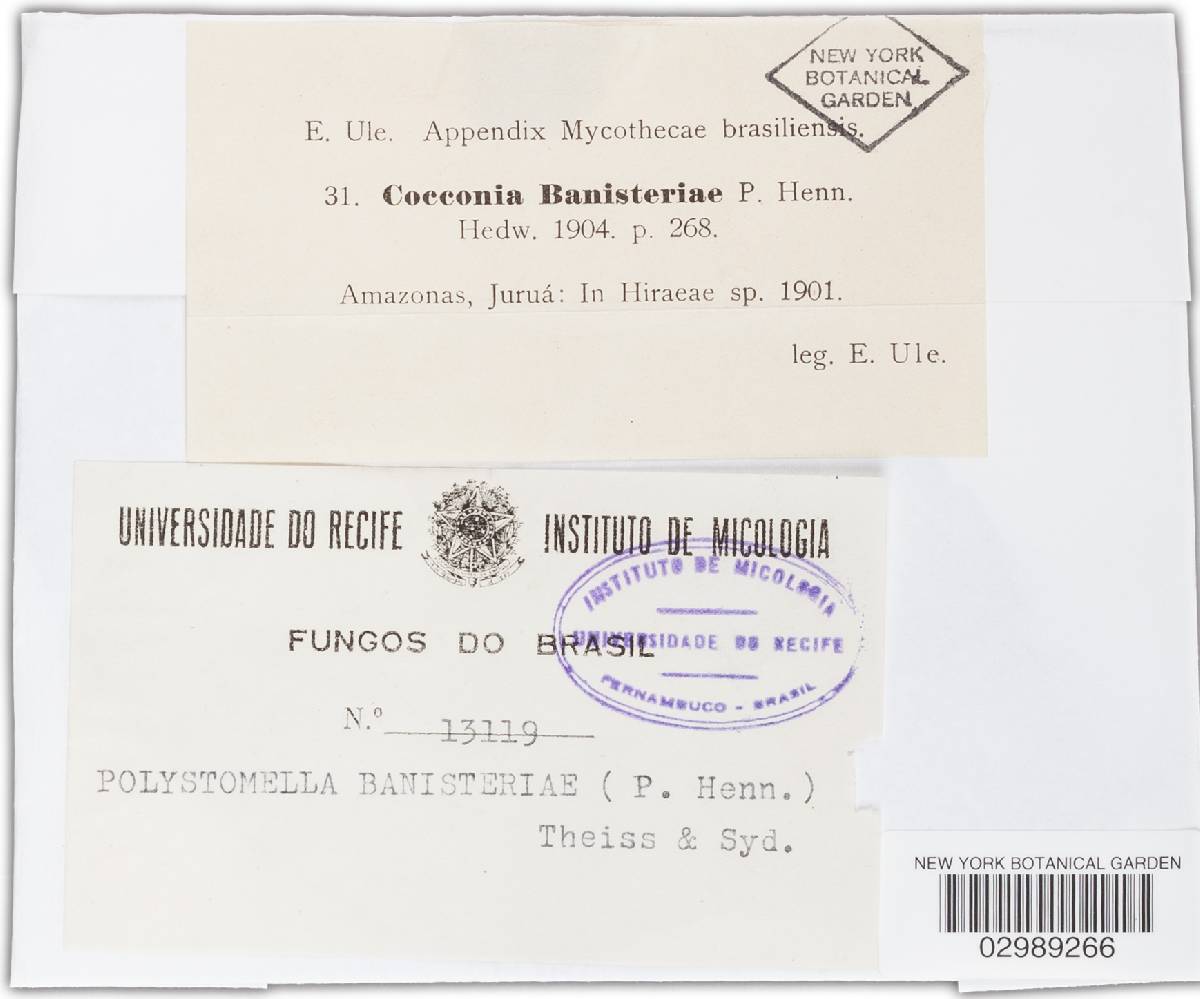 NEW YORK
BOTANICAL
GARDEN
E. Ule. Appendix Mycothecae brasiliensis.
31. Cocconia Banisteriae P. Henn.
Hedw. 1904. p. 268.
Amazonas, Juruá: In Hiraeae sp. 1901.
leg. E. Ule.
UNIVERSIDADE DO RECIFE INSTITUTO DE MICOLOGIA
INSTITUTO DE MICOLOGIA
UNIVERSIDADE DO RECIFE
PERNAMBUCO - BRASIL
FUNGOS DO BRASIL
N.º 13119
POLYSTOMELLA BANISTERIAE ( P. Henn.)
Theiss & Syd.
NEW YORK BOTANICAL GARDEN
02989266